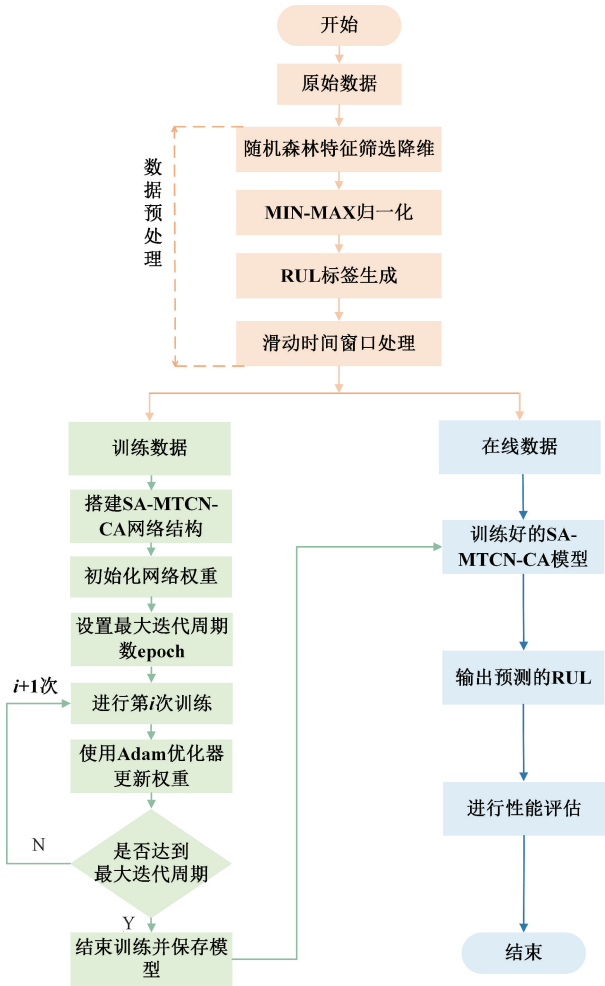 开始
原始数据
随机森林特征筛选降维
数据预处理
MIN-MAX归一化
RUL标签生成
滑动时间窗口处理
训练数据
搭建SA-MTCN-
CA网络结构
初始化网络权重
设置最大迭代周期
数epoch
i+1次
进行第i次训练
使用Adam优化器
更新权重
N
是否达到
最大迭代周期
Y
结束训练并保存模
型
在线数据
训练好的SA-
MTCN-CA模型
输出预测的RUL
进行性能评估
结束